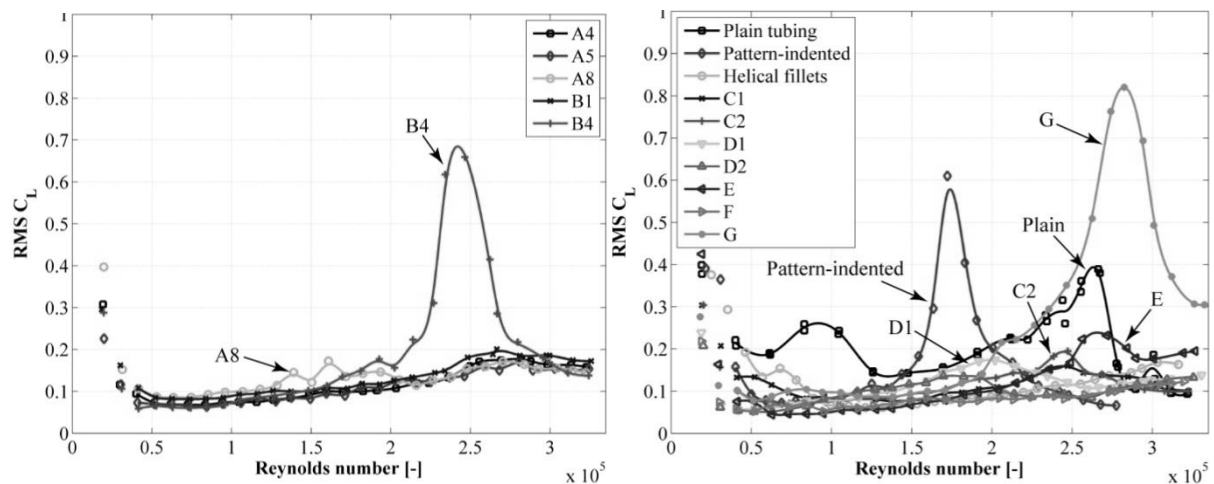 1
0.9
0.8
0.7
0.6
0.5
0.4
0.3
0.2
0.1
0
RMS C_L
0.5
1
1.5
2
2.5
3
Reynolds number [-]
x 10^5
A4
A5
A8
B1
B4
B4
A8
1
0.9
0.8
0.7
0.6
0.5
0.4
0.3
0.2
0.1
0
RMS C_L
0
0.5
1
1.5
2
2.5
3
Reynolds number [-]
x 10^5
Plain tubing
Pattern-indented
Helical fillets
C1
C2
D1
D2
E
F
G
G
Plain
Pattern-indented
C2
D1
E